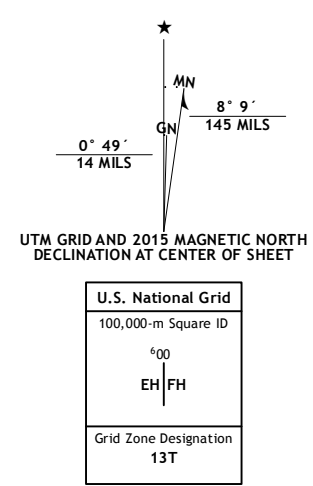 ★
MN
GN
8° 9´
145 MILS
0° 49´
14 MILS
UTM GRID AND 2015 MAGNETIC NORTH
DECLINATION AT CENTER OF SHEET
U.S. National Grid
100,000-m Square ID
⁶00
EH FH
Grid Zone Designation
13T